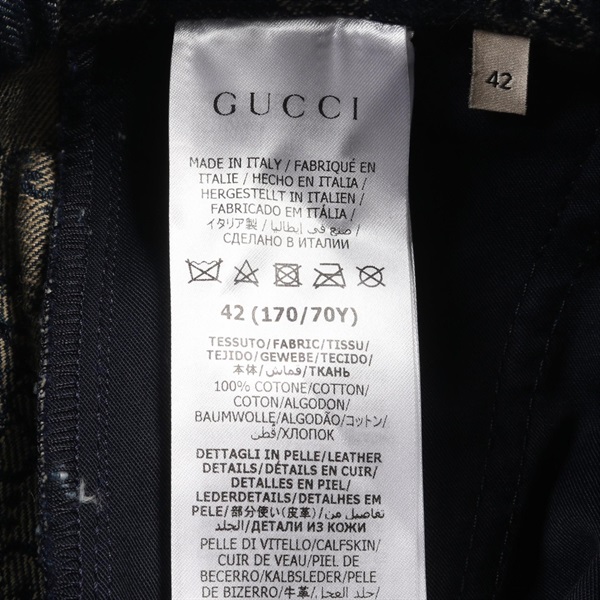 GUCCI
42
MADE IN ITALY / FABRIQUÉ EN
ITALIE / HECHO EN ITALIA /
HERGESTELLT IN ITALIEN /
FABRICADO EM ITÁLIA /
イタリア製 / صنع في إيطاليا /
СДЕЛАНО В ИТАЛИИ
42 (170/70Y)
TESSUTO/FABRIC/TISSU/
TEJIDO/GEWEBE/TECIDO/
本体/قماش/ТКАНЬ
100% COTONE/COTTON/
COTON/ALGODON/
BAUMWOLLE/ALGODÃO/コットン/
قطن/ХЛОПОК
DETTAGLI IN PELLE/LEATHER
DETAILS/DÉTAILS EN CUIR/
DETALLES EN PIEL/
LEDERDETAILS/DETALHES EM
PELE/部分使い(皮革)/تفاصيل من
الجلد/ДЕТАЛИ ИЗ КОЖИ
PELLE DI VITELLO/CALFSKIN/
CUIR DE VEAU/PIEL DE
BECERRO/KALBSLEDER/PELE
DE BIZERRO/牛革/جلد العجل/